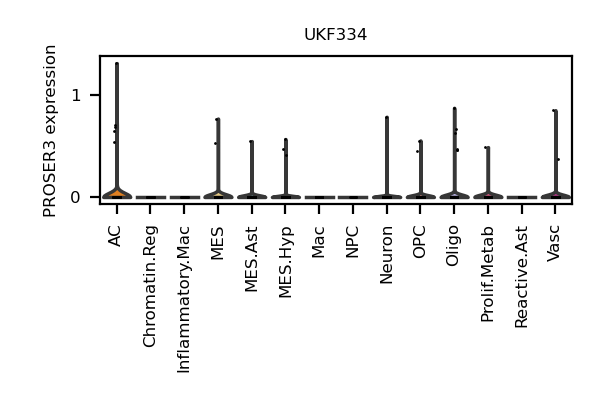 UKF334
PROSER3 expression
1
0
AC
Chromatin.Reg
Inflammatory.Mac
MES
MES.Ast
MES.Hyp
Mac
NPC
Neuron
OPC
Oligo
Prolif.Metab
Reactive.Ast
Vasc